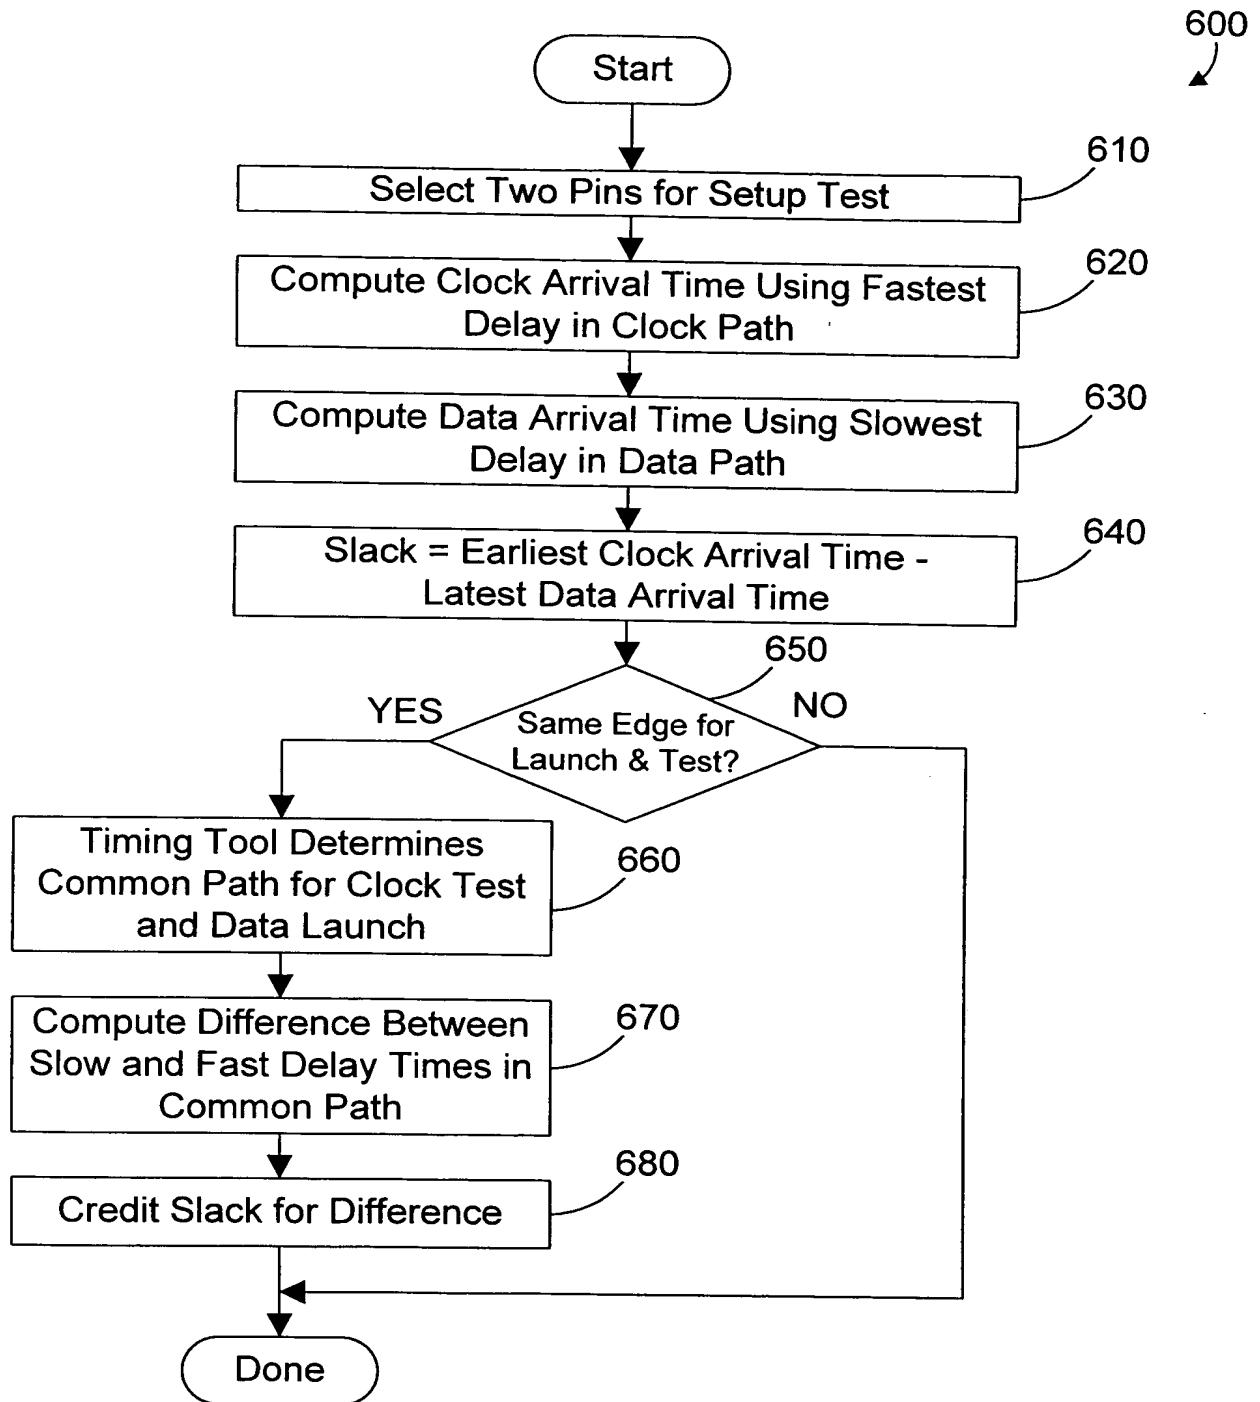 600
Start
610
Select Two Pins for Setup Test
620
Compute Clock Arrival Time Using Fastest
Delay in Clock Path
630
Compute Data Arrival Time Using Slowest
Delay in Data Path
640
Slack = Earliest Clock Arrival Time -
Latest Data Arrival Time
650
YES
NO
Same Edge for
Launch & Test?
Timing Tool Determines
Common Path for Clock Test
and Data Launch
660
Compute Difference Between
Slow and Fast Delay Times in
Common Path
670
680
Credit Slack for Difference
Done